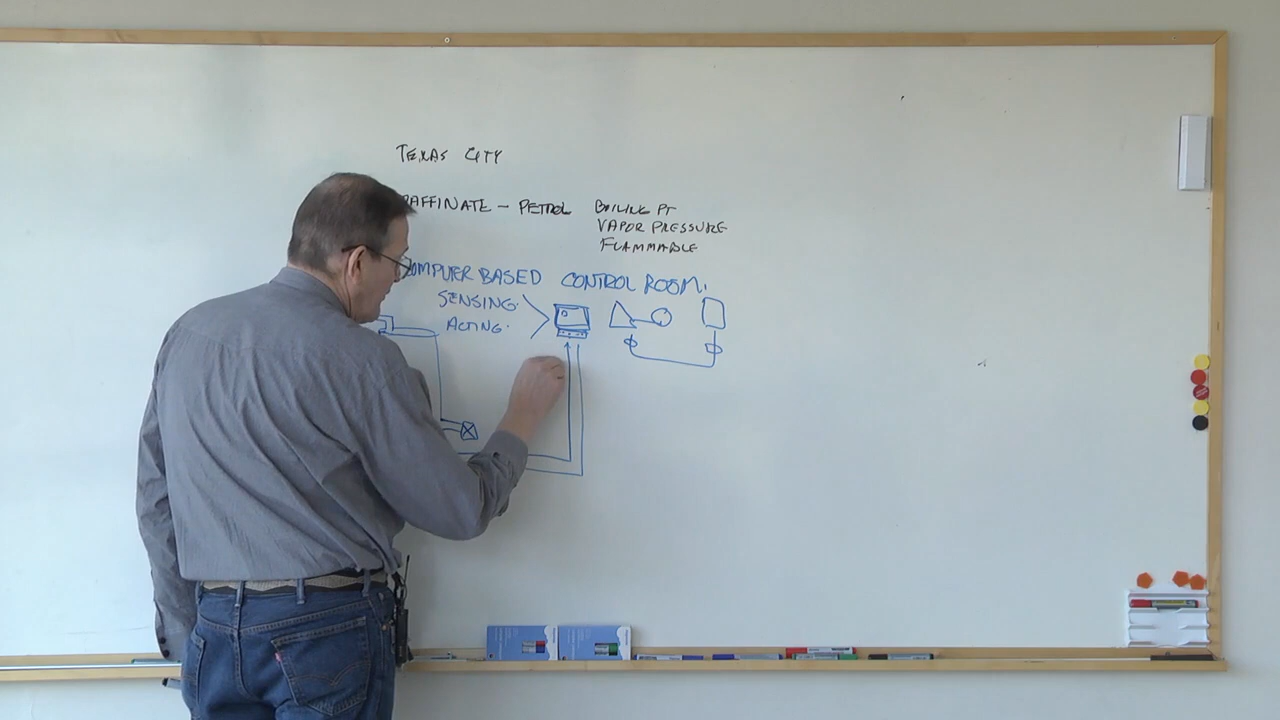 TEXAS CITY
RAFFINATE – PETROL BOILING PT
VAPOR PRESSURE
FLAMMABLE
COMPUTER BASED CONTROL ROOM.
SENSING.
ACTING.